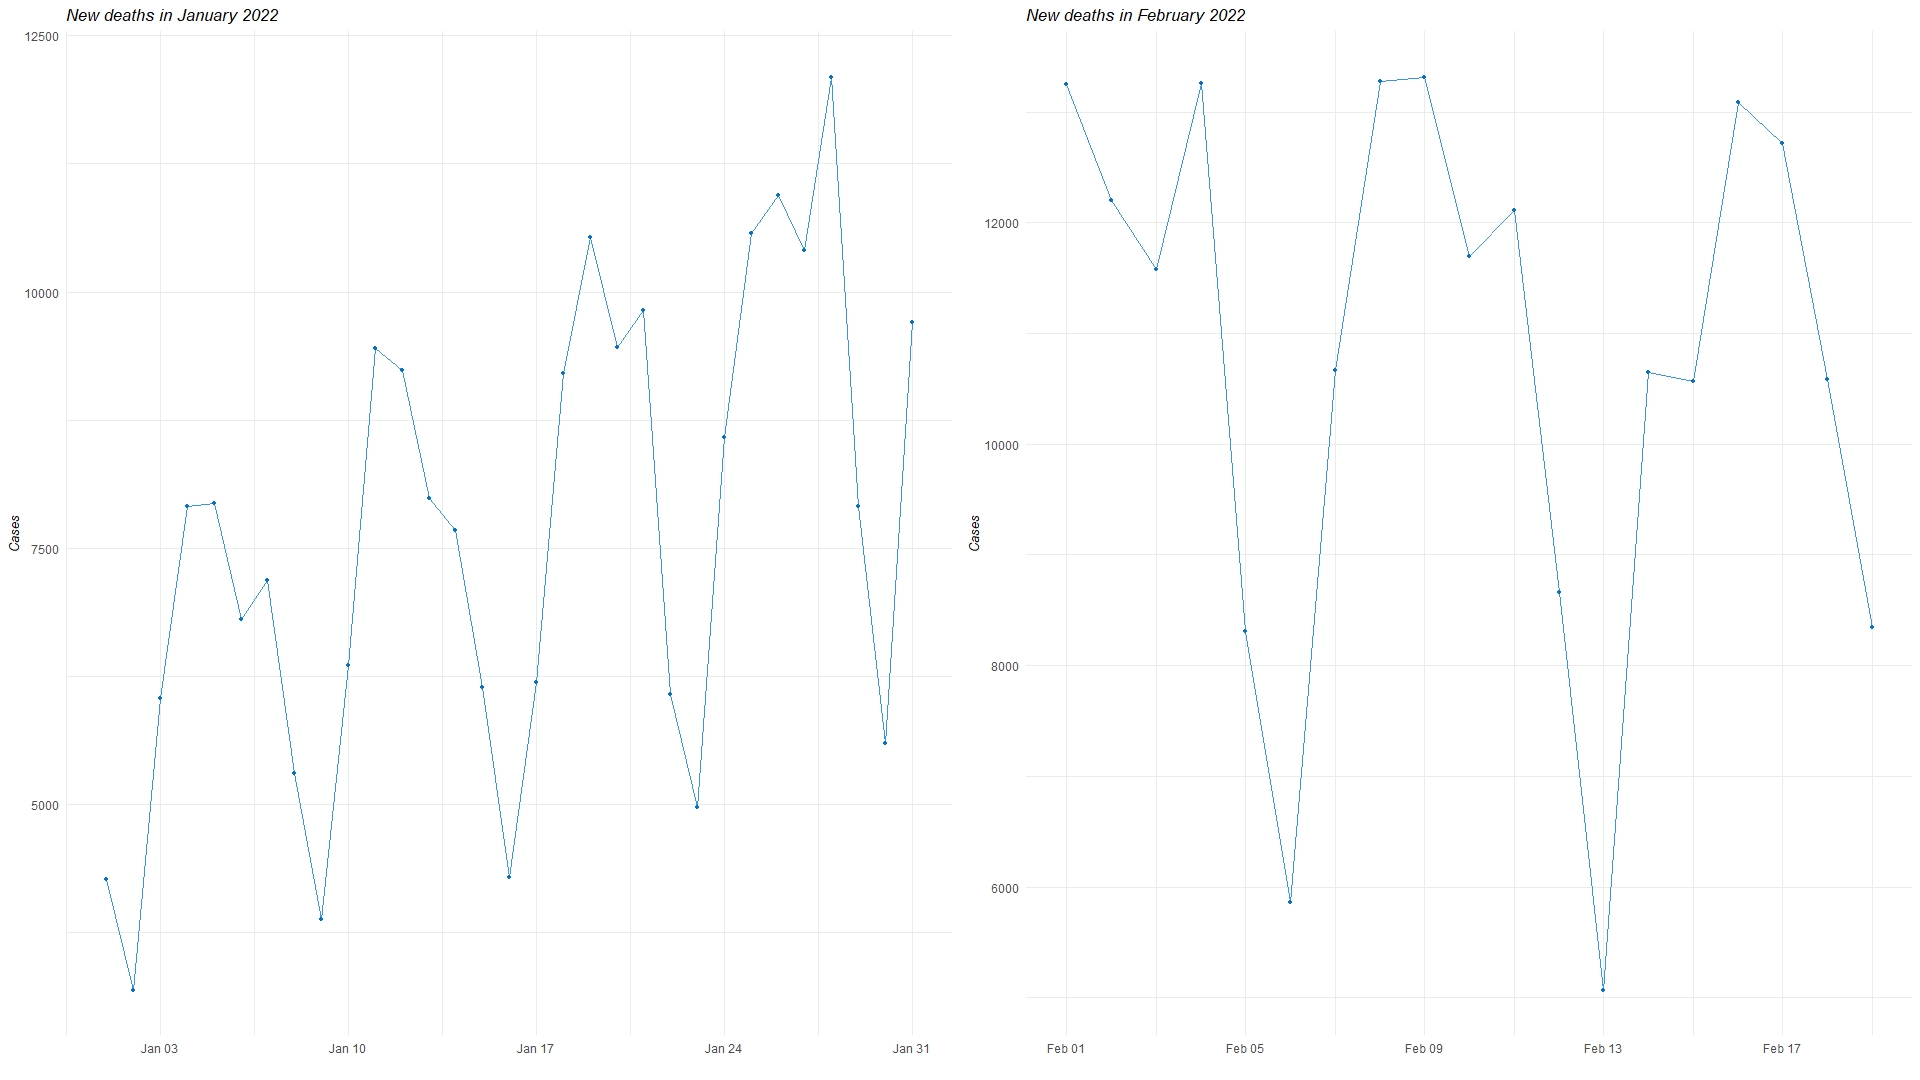 New deaths in January 2022
12500
10000
7500
5000
Cases
Jan 03 Jan 10 Jan 17 Jan 24 Jan 31
New deaths in February 2022
12000
10000
8000
6000
Cases
Feb 01 Feb 05 Feb 09 Feb 13 Feb 17